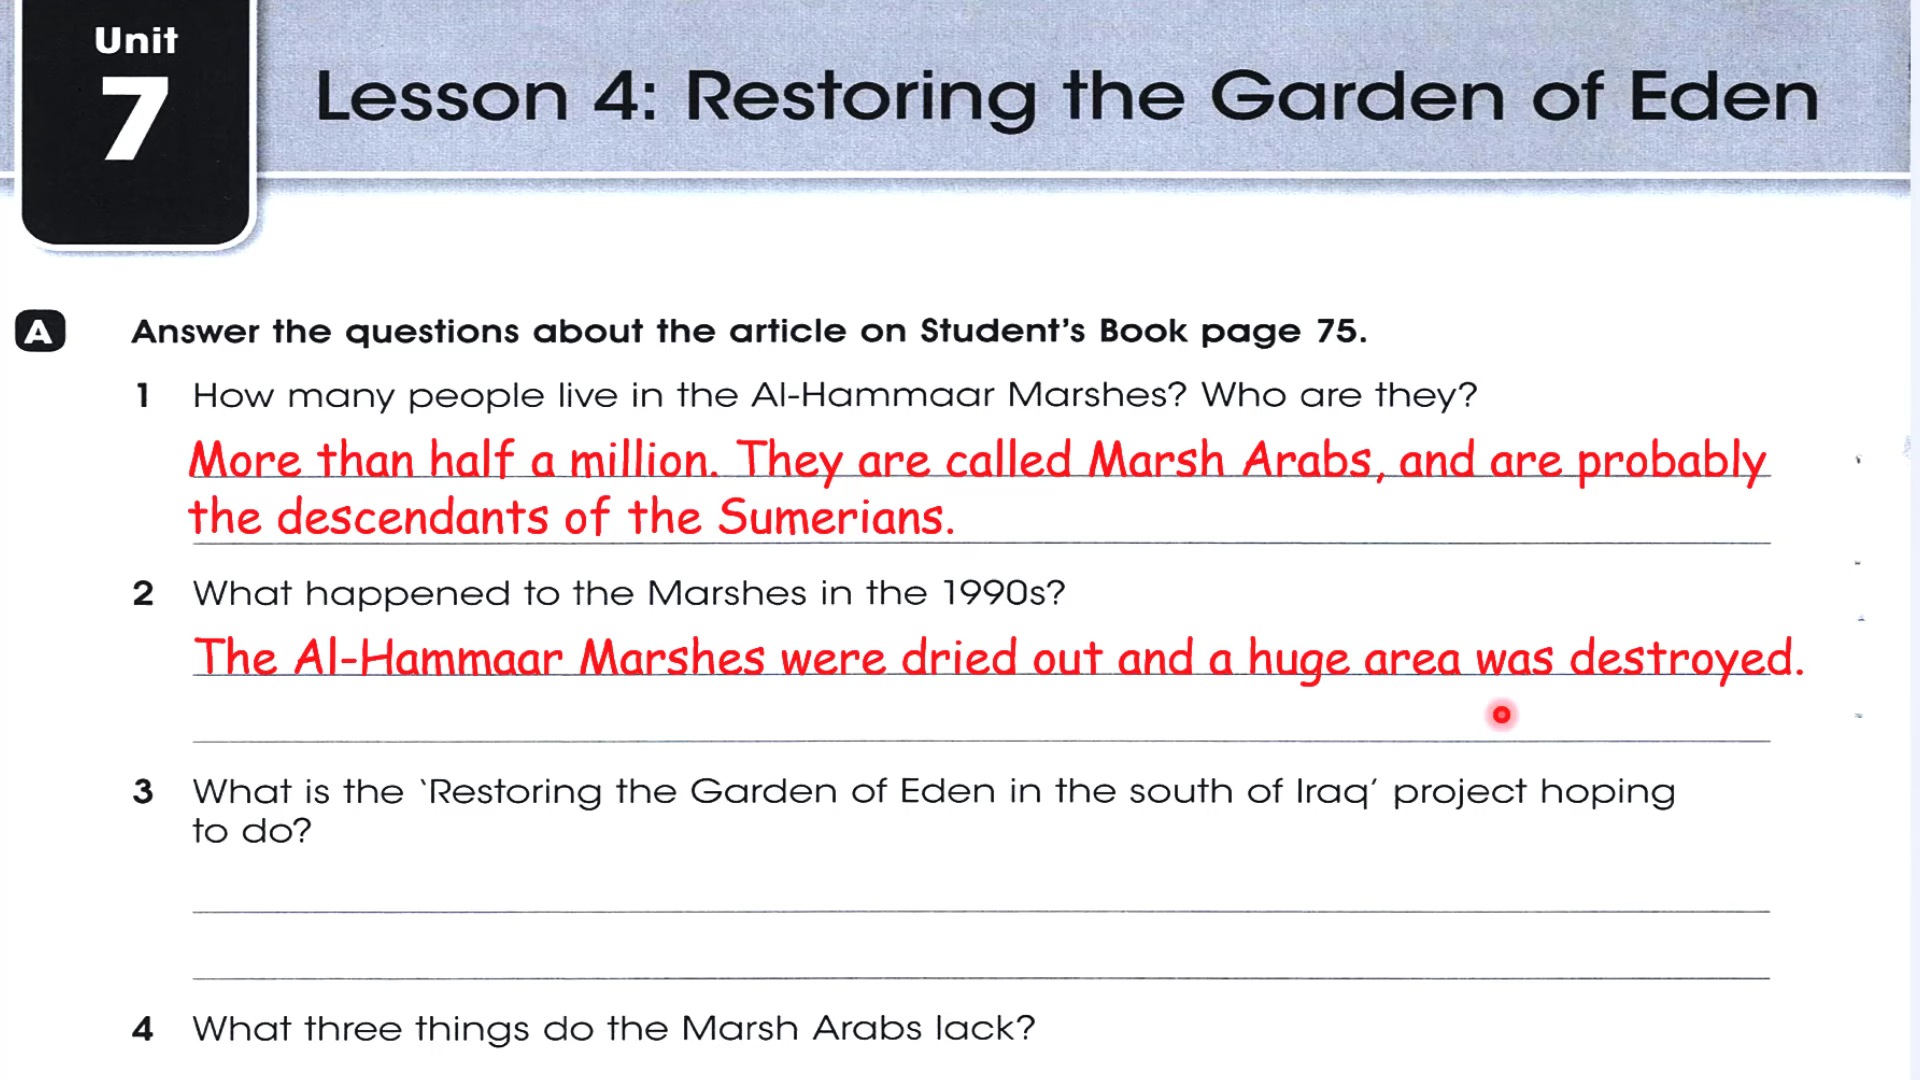 Unit
7
Lesson 4: Restoring the Garden of Eden
A Answer the questions about the article on Student's Book page 75.
1 How many people live in the Al-Hammaar Marshes? Who are they?
More than half a million. They are called Marsh Arabs, and are probably
the descendants of the Sumerians.
2 What happened to the Marshes in the 1990s?
The Al-Hammaar Marshes were dried out and a huge area was destroyed.
3 What is the ‘Restoring the Garden of Eden in the south of Iraq’ project hoping
to do?
4 What three things do the Marsh Arabs lack?